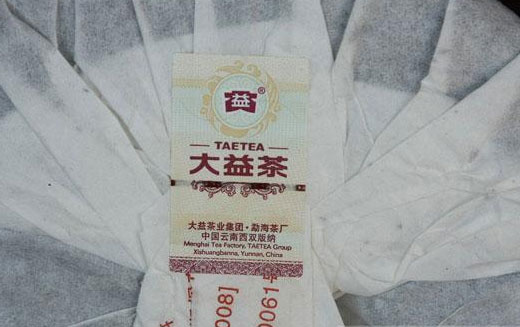 益®
TAETEA
大益茶
大益茶业集团·勐海茶厂
中国云南西双版纳
Menghai Tea Factory, TAETEA Group
Xishuangbanna, Yunnan, China